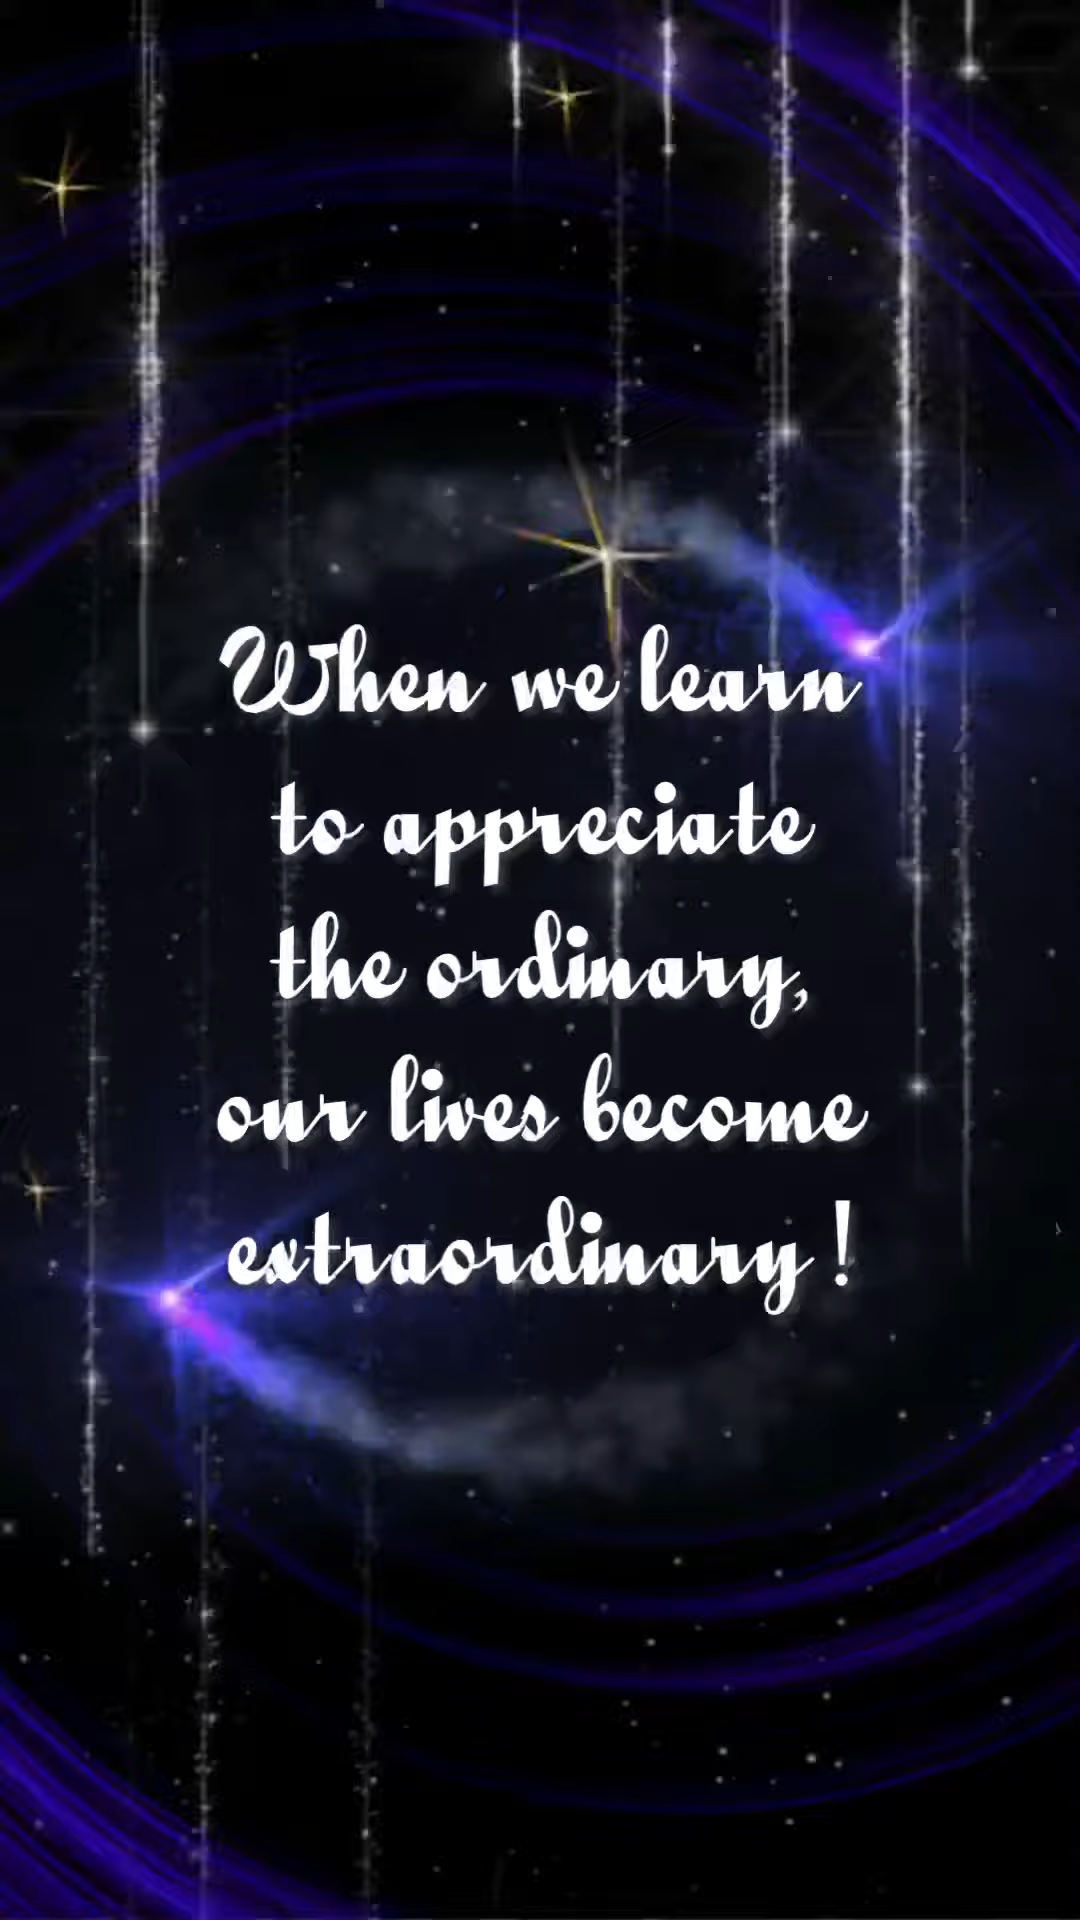 When we learn
to appreciate
the ordinary,
our lives become
extraordinary !